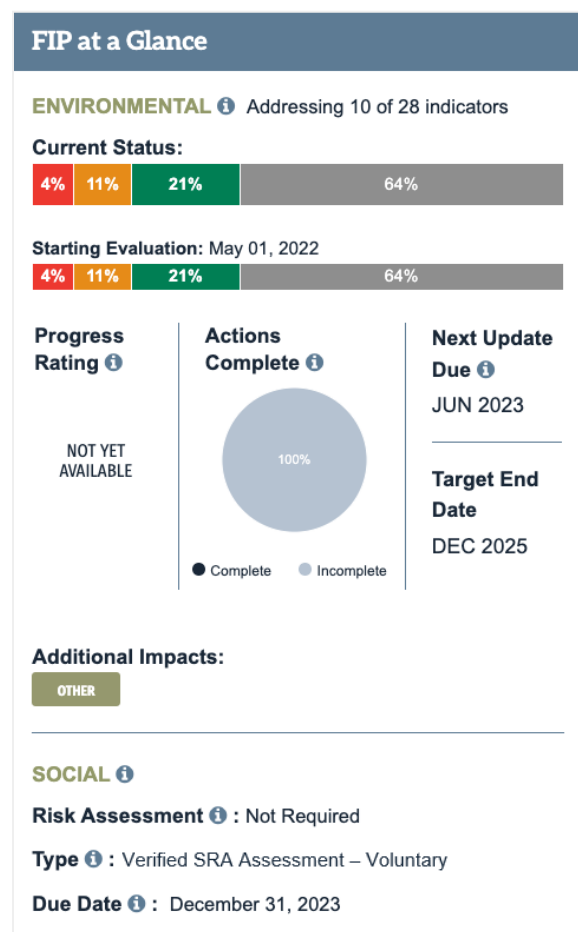 FIP at a Glance
ENVIRONMENTAL Addressing 10 of 28 indicators
Current Status:
4% 11% 21% 64%
Starting Evaluation: May 01, 2022
4% 11% 21% 64%
Progress
Rating
NOT YET
AVAILABLE
Actions
Complete
100%
Complete Incomplete
Next Update
Due
JUN 2023
Target End
Date
DEC 2025
Additional Impacts:
OTHER
SOCIAL
Risk Assessment : Not Required
Type : Verified SRA Assessment – Voluntary
Due Date : December 31, 2023